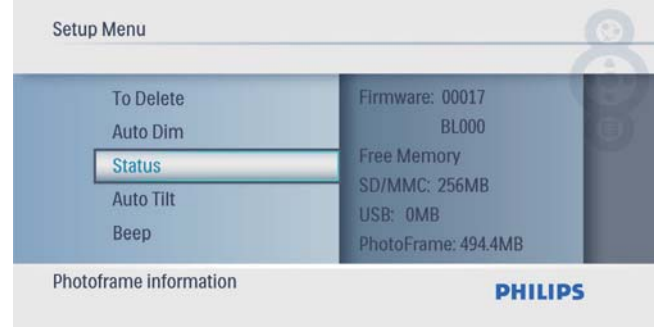 Setup Menu
To Delete
Auto Dim
Status
Auto Tilt
Beep
Firmware: 00017
BL000
Free Memory
SD/MMC: 256MB
USB: 0MB
PhotoFrame: 494.4MB
Photoframe information
PHILIPS